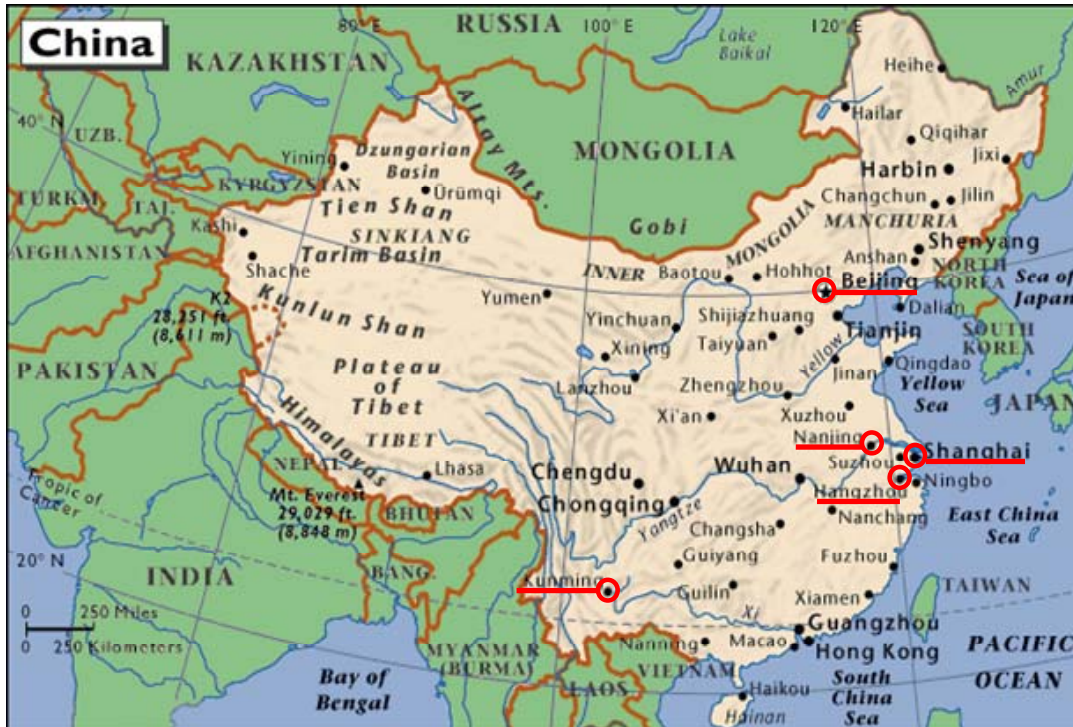 China
RUSSIA
80° E
100° E
120° E
Lake
Baikal
KAZAKHSTAN
Heihe
Amur
40° N
Altay Mts.
Hailar
UZB.
MONGOLIA
Qiqihar
Yining
Dzungarian
Basin
Jixi
Harbin
KYRGYZSTAN
Ürümqi
Changchun
Jilin
TURKM.
TAJ.
Tien Shan
Gobi
MANCHURIA
Kashi
SINKIANG
INNER MONGOLIA
Shenyang
AFGHANISTAN
Tarim Basin
Anshan
Shache
Baotou
Hohhot
Beijing
NORTH
KOREA
Sea of
Japan
K2
28,251 ft.
(8,611 m)
Kunlun Shan
Yumen
Yinchuan
Shijiazhuang
Tianjin
Dalian
Taiyuan
SOUTH
KOREA
PAKISTAN
Plateau
of
Tibet
Xining
Yellow
Jinan
Qingdao
Lanzhou
Zhengzhou
Yellow
Sea
JAPAN
Himalayas
Xi'an
Xuzhou
TIBET
Nanjing
NEPAL
Lhasa
Chengdu
Wuhan
Suzhou
Shanghai
Tropic of
Cancer
Mt. Everest
29,029 ft.
(8,848 m)
Chongqing
Hangzhou
Ningbo
BHUTAN
Yangtze
Changsha
Nanchang
East China
Sea
20° N
INDIA
BANG.
Guiyang
Fuzhou
Kunming
Guilin
TAIWAN
Xiamen
0 250 Miles
0 250 Kilometers
Xi
Guangzhou
MYANMAR
(BURMA)
Nanning
Macao
Hong Kong
PACIFIC
OCEAN
Bay of
Bengal
VIETNAM
LAOS
Haikou
Hainan
South
China
Sea